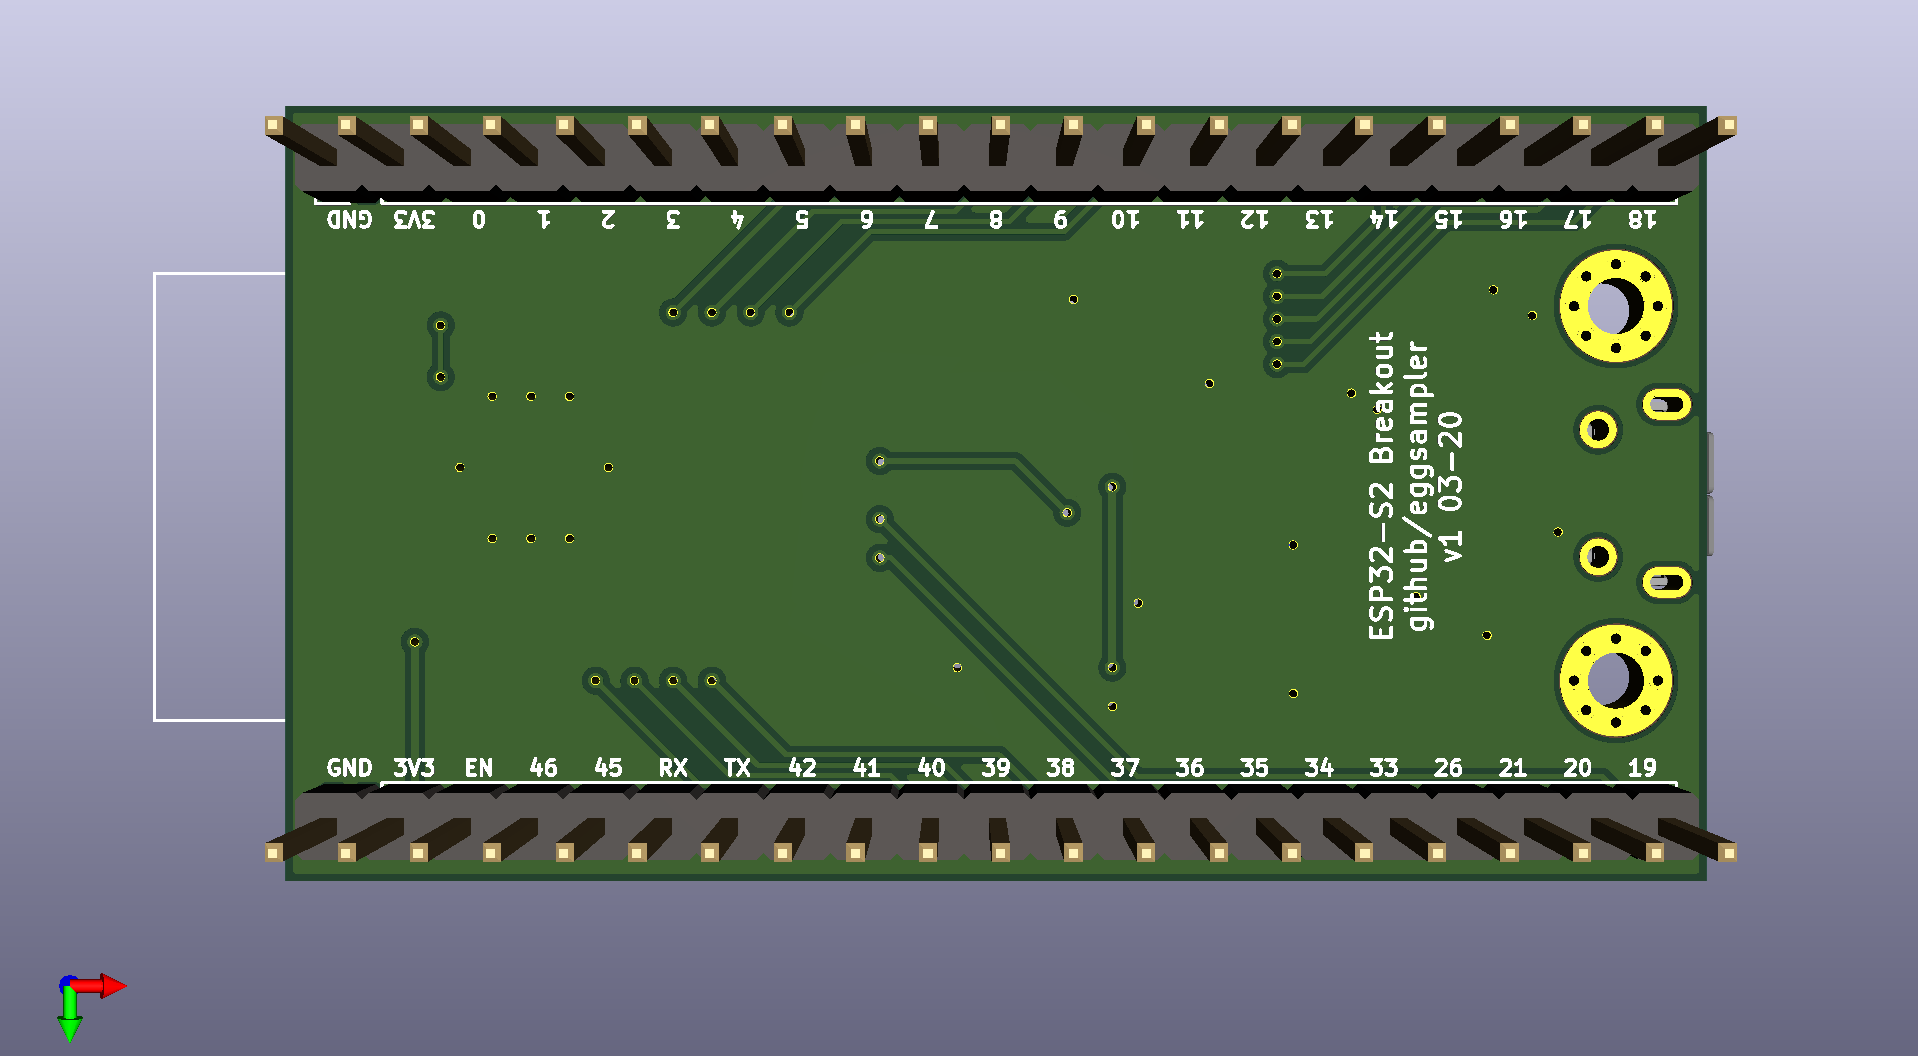 GND 3V3 0 1 2 3 4 5 6 7 8 9 10 11 12 13 14 15 16 17 18
ESP32-S2 Breakout
github/eggsampler
v1 03-20
GND 3V3 EN 46 45 RX TX 42 41 40 39 38 37 36 35 34 33 26 21 20 19